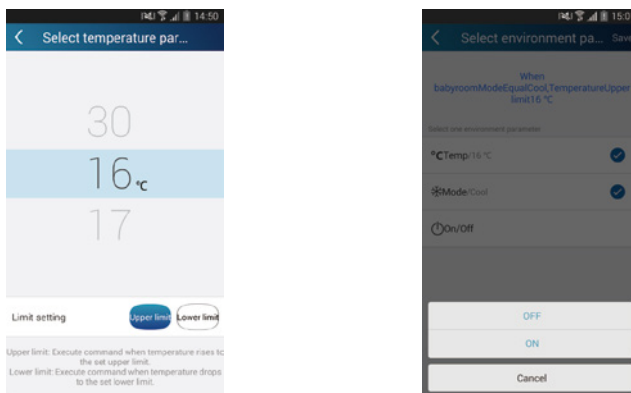 14:50
Select temperature par...
30
16°C
17
Limit setting
Upper limit
Lower limit
Upper limit: Execute command when temperature rises to
the set upper limit.
Lower limit: Execute command when temperature drops
to the set lower limit.
15:0
Select environment pa...
Save
When
babyroomModeEqualCool,TemperatureUpper
limit16 °C
Select one environment parameter
°CTemp/16 °C
Mode/Cool
On/Off
OFF
ON
Cancel